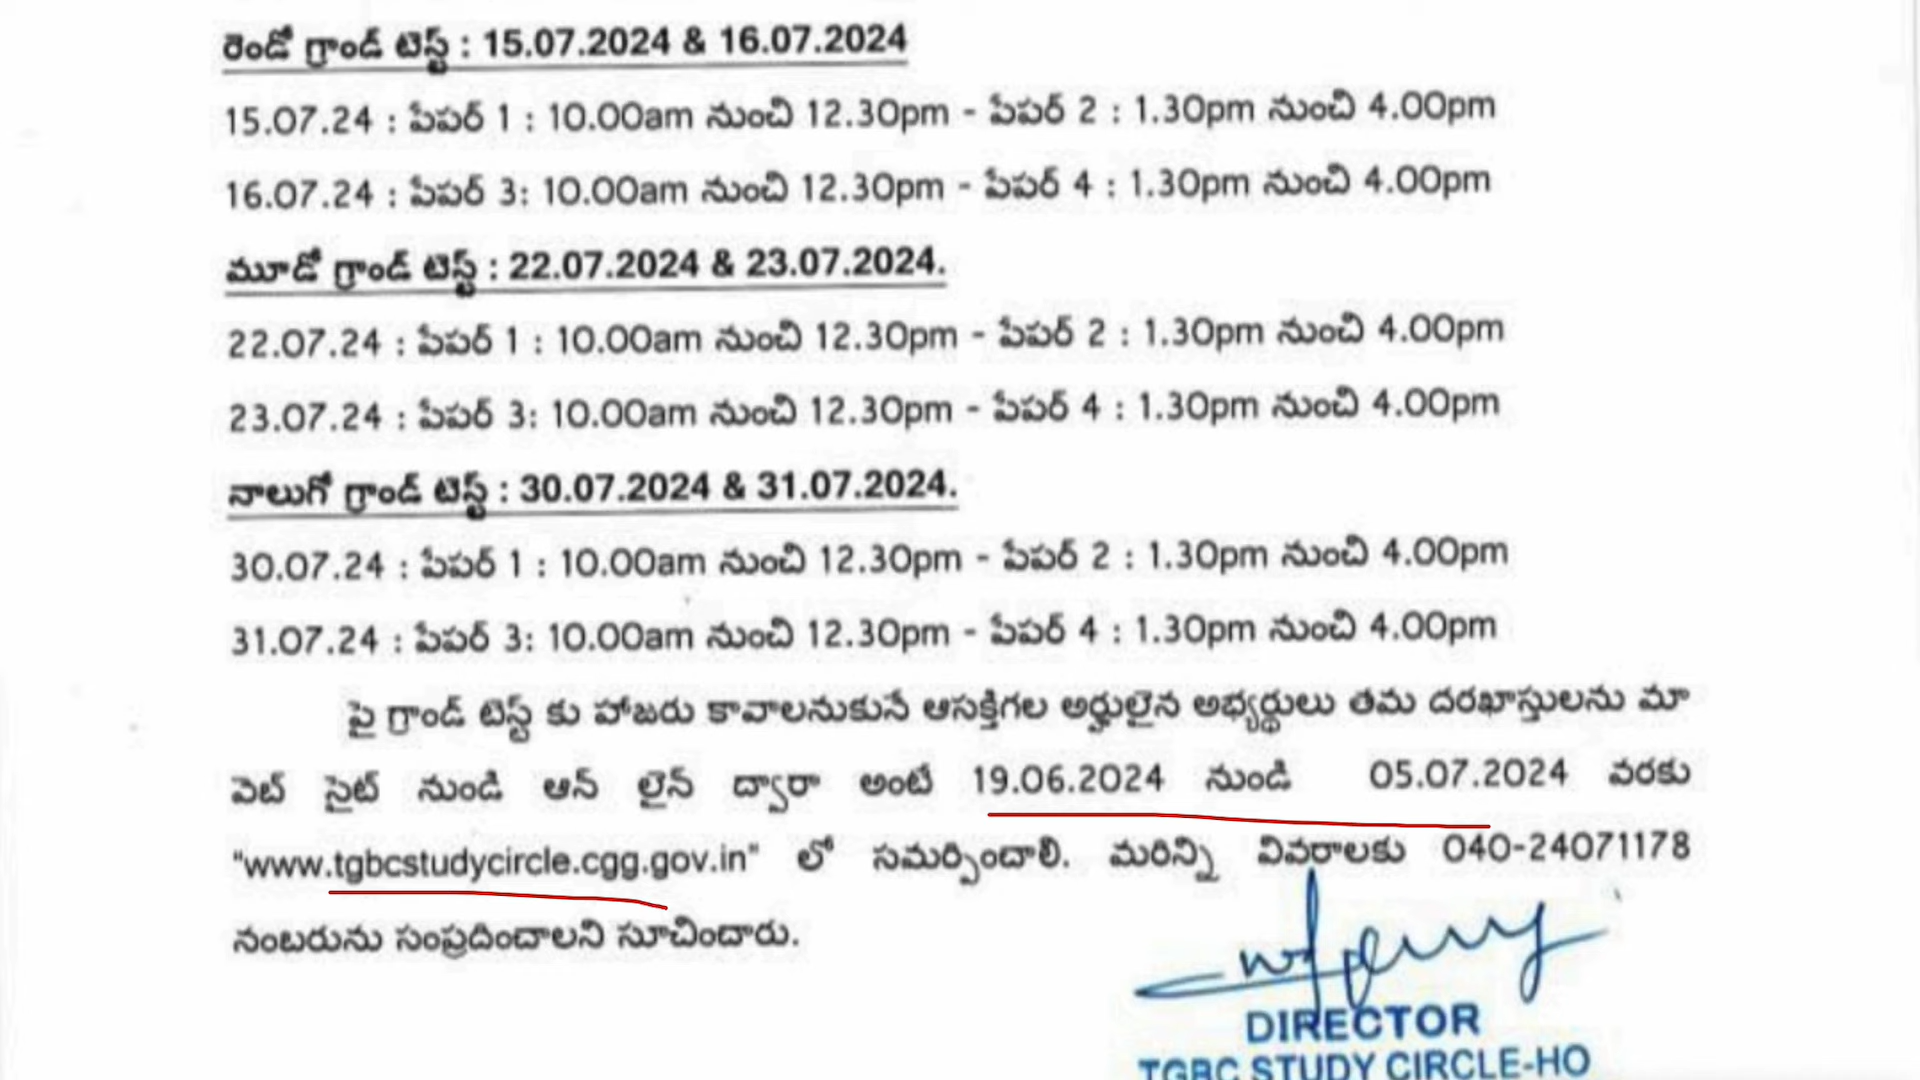 రెండో గ్రాండ్ టెస్ట్ : 15.07.2024 & 16.07.2024
15.07.24 : పేపర్ 1 : 10.00am నుంచి 12.30pm - పేపర్ 2 : 1.30pm నుంచి 4.00pm
16.07.24 : పేపర్ 3: 10.00am నుంచి 12.30pm - పేపర్ 4 : 1.30pm నుంచి 4.00pm
మూడో గ్రాండ్ టెస్ట్ : 22.07.2024 & 23.07.2024.
22.07.24 : పేపర్ 1 : 10.00am నుంచి 12.30pm - పేపర్ 2 : 1.30pm నుంచి 4.00pm
23.07.24 : పేపర్ 3: 10.00am నుంచి 12.30pm - పేపర్ 4 : 1.30pm నుంచి 4.00pm
నాలుగో గ్రాండ్ టెస్ట్ : 30.07.2024 & 31.07.2024.
30.07.24 : పేపర్ 1 : 10.00am నుంచి 12.30pm - పేపర్ 2 : 1.30pm నుంచి 4.00pm
31.07.24 : పేపర్ 3: 10.00am నుంచి 12.30pm - పేపర్ 4 : 1.30pm నుంచి 4.00pm
పై గ్రాండ్ టెస్ట్ కు హాజరు కావాలనుకునే ఆసక్తిగల అర్హులైన అభ్యర్థులు తమ దరఖాస్తులను మా
వెబ్ సైట్ నుండి ఆన్ లైన్ ద్వారా అంటే 19.06.2024 నుండి 05.07.2024 వరకు
"www.tgbcstudycircle.cgg.gov.in" లో సమర్పించాలి. మరిన్ని వివరాలకు 040-24071178
నంబరును సంప్రదించాలని సూచించారు.
DIRECTOR
TGBC STUDY CIRCLE-HO